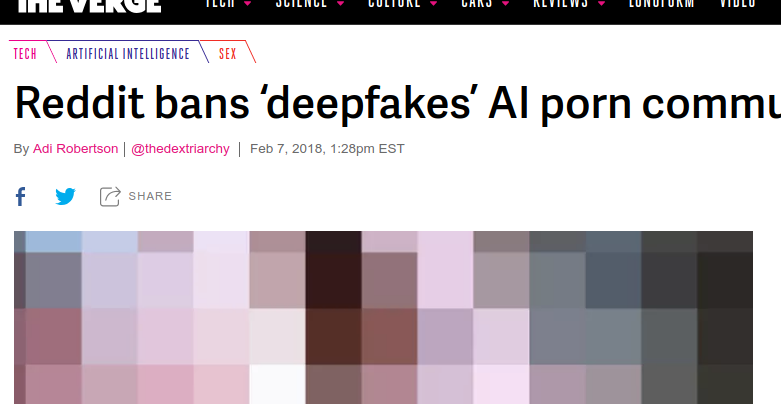 THE VERGE TECH SCIENCE CULTURE CARS REVIEWS LONGFORM VIDEO
TECH ARTIFICIAL INTELLIGENCE SEX
Reddit bans ‘deepfakes’ AI porn commu
By Adi Robertson | @thedextriarchy | Feb 7, 2018, 1:28pm EST
SHARE